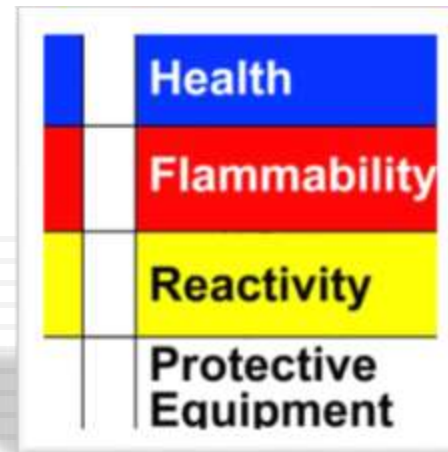 Health
Flammability
Reactivity
Protective
Equipment